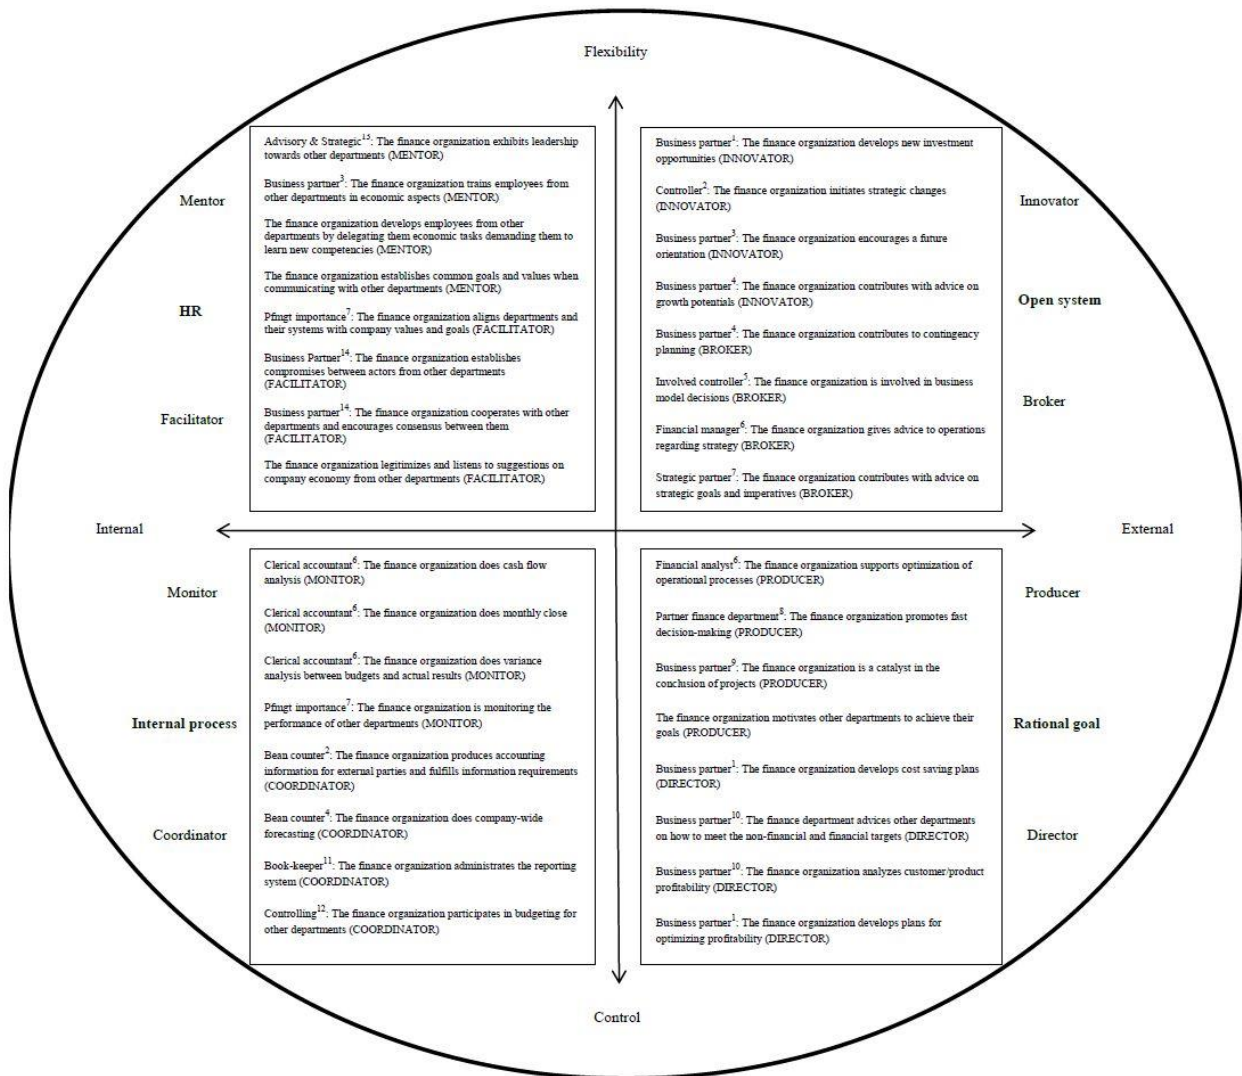 Flexibility
Advisory & Strategic15: The finance organization exhibits leadership
towards other departments (MENTOR)
Business partner3: The finance organization trains employees from
other departments in economic aspects (MENTOR)
The finance organization develops employees from other
departments by delegating them economic tasks demanding them to
learn new competencies (MENTOR)
The finance organization establishes common goals and values when
communicating with other departments (MENTOR)
Pfmgt importance7: The finance organization aligns departments and
their systems with company values and goals (FACILITATOR)
Business Partner14: The finance organization establishes
compromises between actors from other departments
(FACILITATOR)
Business partner14: The finance organization cooperates with other
departments and encourages consensus between them
(FACILITATOR)
The finance organization legitimizes and listens to suggestions on
company economy from other departments (FACILITATOR)
Mentor
HR
Facilitator
Business partner1: The finance organization develops new investment
opportunities (INNOVATOR)
Controller2: The finance organization initiates strategic changes
(INNOVATOR)
Business partner3: The finance organization encourages a future
orientation (INNOVATOR)
Business partner4: The finance organization contributes with advice on
growth potentials (INNOVATOR)
Business partner4: The finance organization contributes to contingency
planning (BROKER)
Involved controller5: The finance organization is involved in business
model decisions (BROKER)
Financial manager6: The finance organization gives advice to operations
regarding strategy (BROKER)
Strategic partner7: The finance organization contributes with advice on
strategic goals and imperatives (BROKER)
Innovator
Open system
Broker
Internal
External
Monitor
Internal process
Coordinator
Clerical accountant6: The finance organization does cash flow
analysis (MONITOR)
Clerical accountant6: The finance organization does monthly close
(MONITOR)
Clerical accountant6: The finance organization does variance
analysis between budgets and actual results (MONITOR)
Pfmgt importance7: The finance organization is monitoring the
performance of other departments (MONITOR)
Bean counter2: The finance organization produces accounting
information for external parties and fulfills information requirements
(COORDINATOR)
Bean counter4: The finance organization does company-wide
forecasting (COORDINATOR)
Book-keeper11: The finance organization administrates the reporting
system (COORDINATOR)
Controlling12: The finance organization participates in budgeting for
other departments (COORDINATOR)
Financial analyst6: The finance organization supports optimization of
operational processes (PRODUCER)
Partner finance department8: The finance organization promotes fast
decision-making (PRODUCER)
Business partner9: The finance organization is a catalyst in the
conclusion of projects (PRODUCER)
The finance organization motivates other departments to achieve their
goals (PRODUCER)
Business partner1: The finance organization develops cost saving plans
(DIRECTOR)
Business partner10: The finance department advices other departments
on how to meet the non-financial and financial targets (DIRECTOR)
Business partner10: The finance organization analyzes customer/product
profitability (DIRECTOR)
Business partner1: The finance organization develops plans for
optimizing profitability (DIRECTOR)
Producer
Rational goal
Director
Control